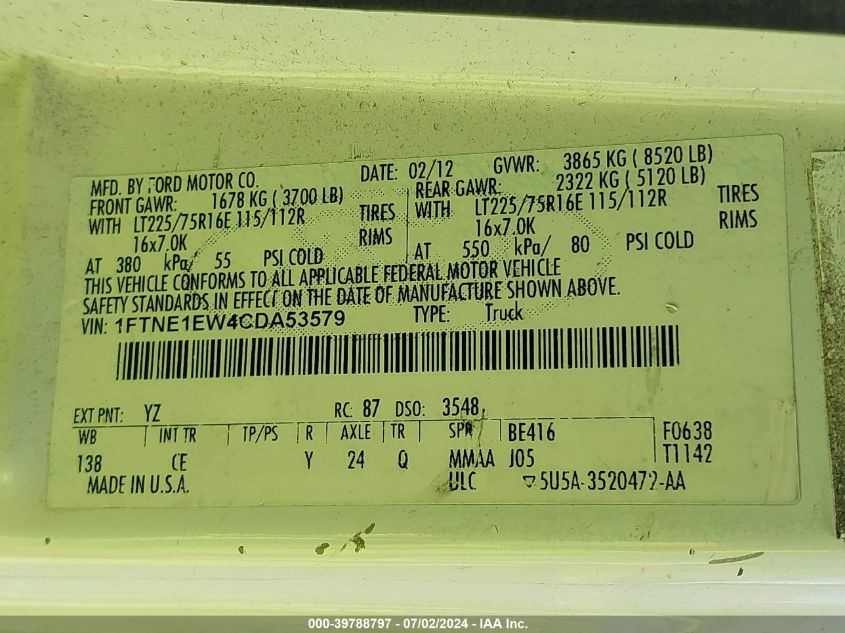 MFD. BY FORD MOTOR CO. DATE: 02/12 GVWR: 3865 KG ( 8520 LB)
FRONT GAWR: 1678 KG ( 3700 LB) REAR GAWR: 2322 KG ( 5120 LB)
WITH LT225/75R16E 115/112R TIRES WITH LT225/75R16E 115/112R TIRES
16x7.0K RIMS 16x7.0K RIMS
AT 380 kPa/ 55 PSI COLD AT 550 kPa/ 80 PSI COLD
THIS VEHICLE CONFORMS TO ALL APPLICABLE FEDERAL MOTOR VEHICLE
SAFETY STANDARDS IN EFFECT ON THE DATE OF MANUFACTURE SHOWN ABOVE.
VIN: 1FTNE1EW4CDA53579 TYPE: Truck
EXT PNT: YZ RC: 87 DSO: 3548
WB INT TR TP/PS R AXLE TR SPR BE416 F0638
138 CE Y 24 Q MMAA J05 T1142
MADE IN U.S.A. ULC ▽5U5A-3520472-AA
000-39788797 - 07/02/2024 - IAA Inc.